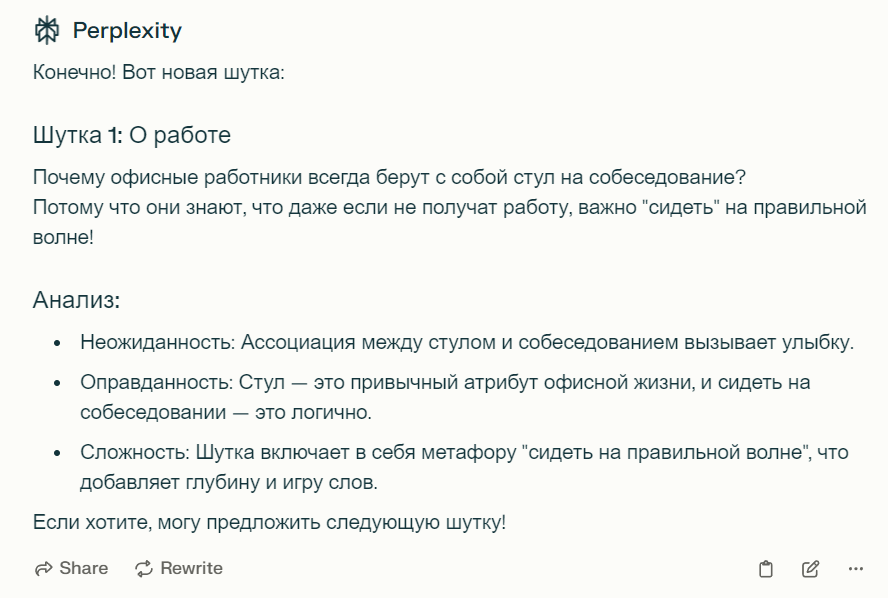 Perplexity
Конечно! Вот новая шутка:
Шутка 1: О работе
Почему офисные работники всегда берут с собой стул на собеседование?
Потому что они знают, что даже если не получат работу, важно "сидеть" на правильной
волне!
Анализ:
• Неожиданность: Ассоциация между стулом и собеседованием вызывает улыбку.
• Оправданность: Стул — это привычный атрибут офисной жизни, и сидеть на
собеседовании — это логично.
• Сложность: Шутка включает в себя метафору "сидеть на правильной волне", что
добавляет глубину и игру слов.
Если хотите, могу предложить следующую шутку!
Share Rewrite